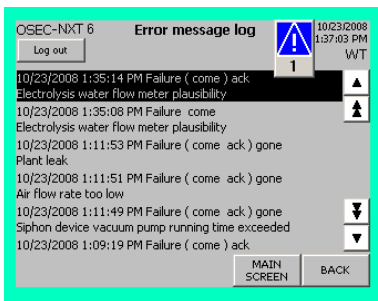 OSEC-NXT 6
Error message log
10/23/2008
1:37:03 PM
Log out
1
WT
10/23/2008 1:35:14 PM Failure ( come ) ack
Electrolysis water flow meter plausibility
10/23/2008 1:35:08 PM Failure come
Electrolysis water flow meter plausibility
10/23/2008 1:11:53 PM Failure ( come ack ) gone
Plant leak
10/23/2008 1:11:51 PM Failure ( come ack ) gone
Air flow rate too low
10/23/2008 1:11:49 PM Failure ( come ack ) gone
Siphon device vacuum pump running time exceeded
10/23/2008 1:09:19 PM Failure ( come ) ack
MAIN
SCREEN
BACK